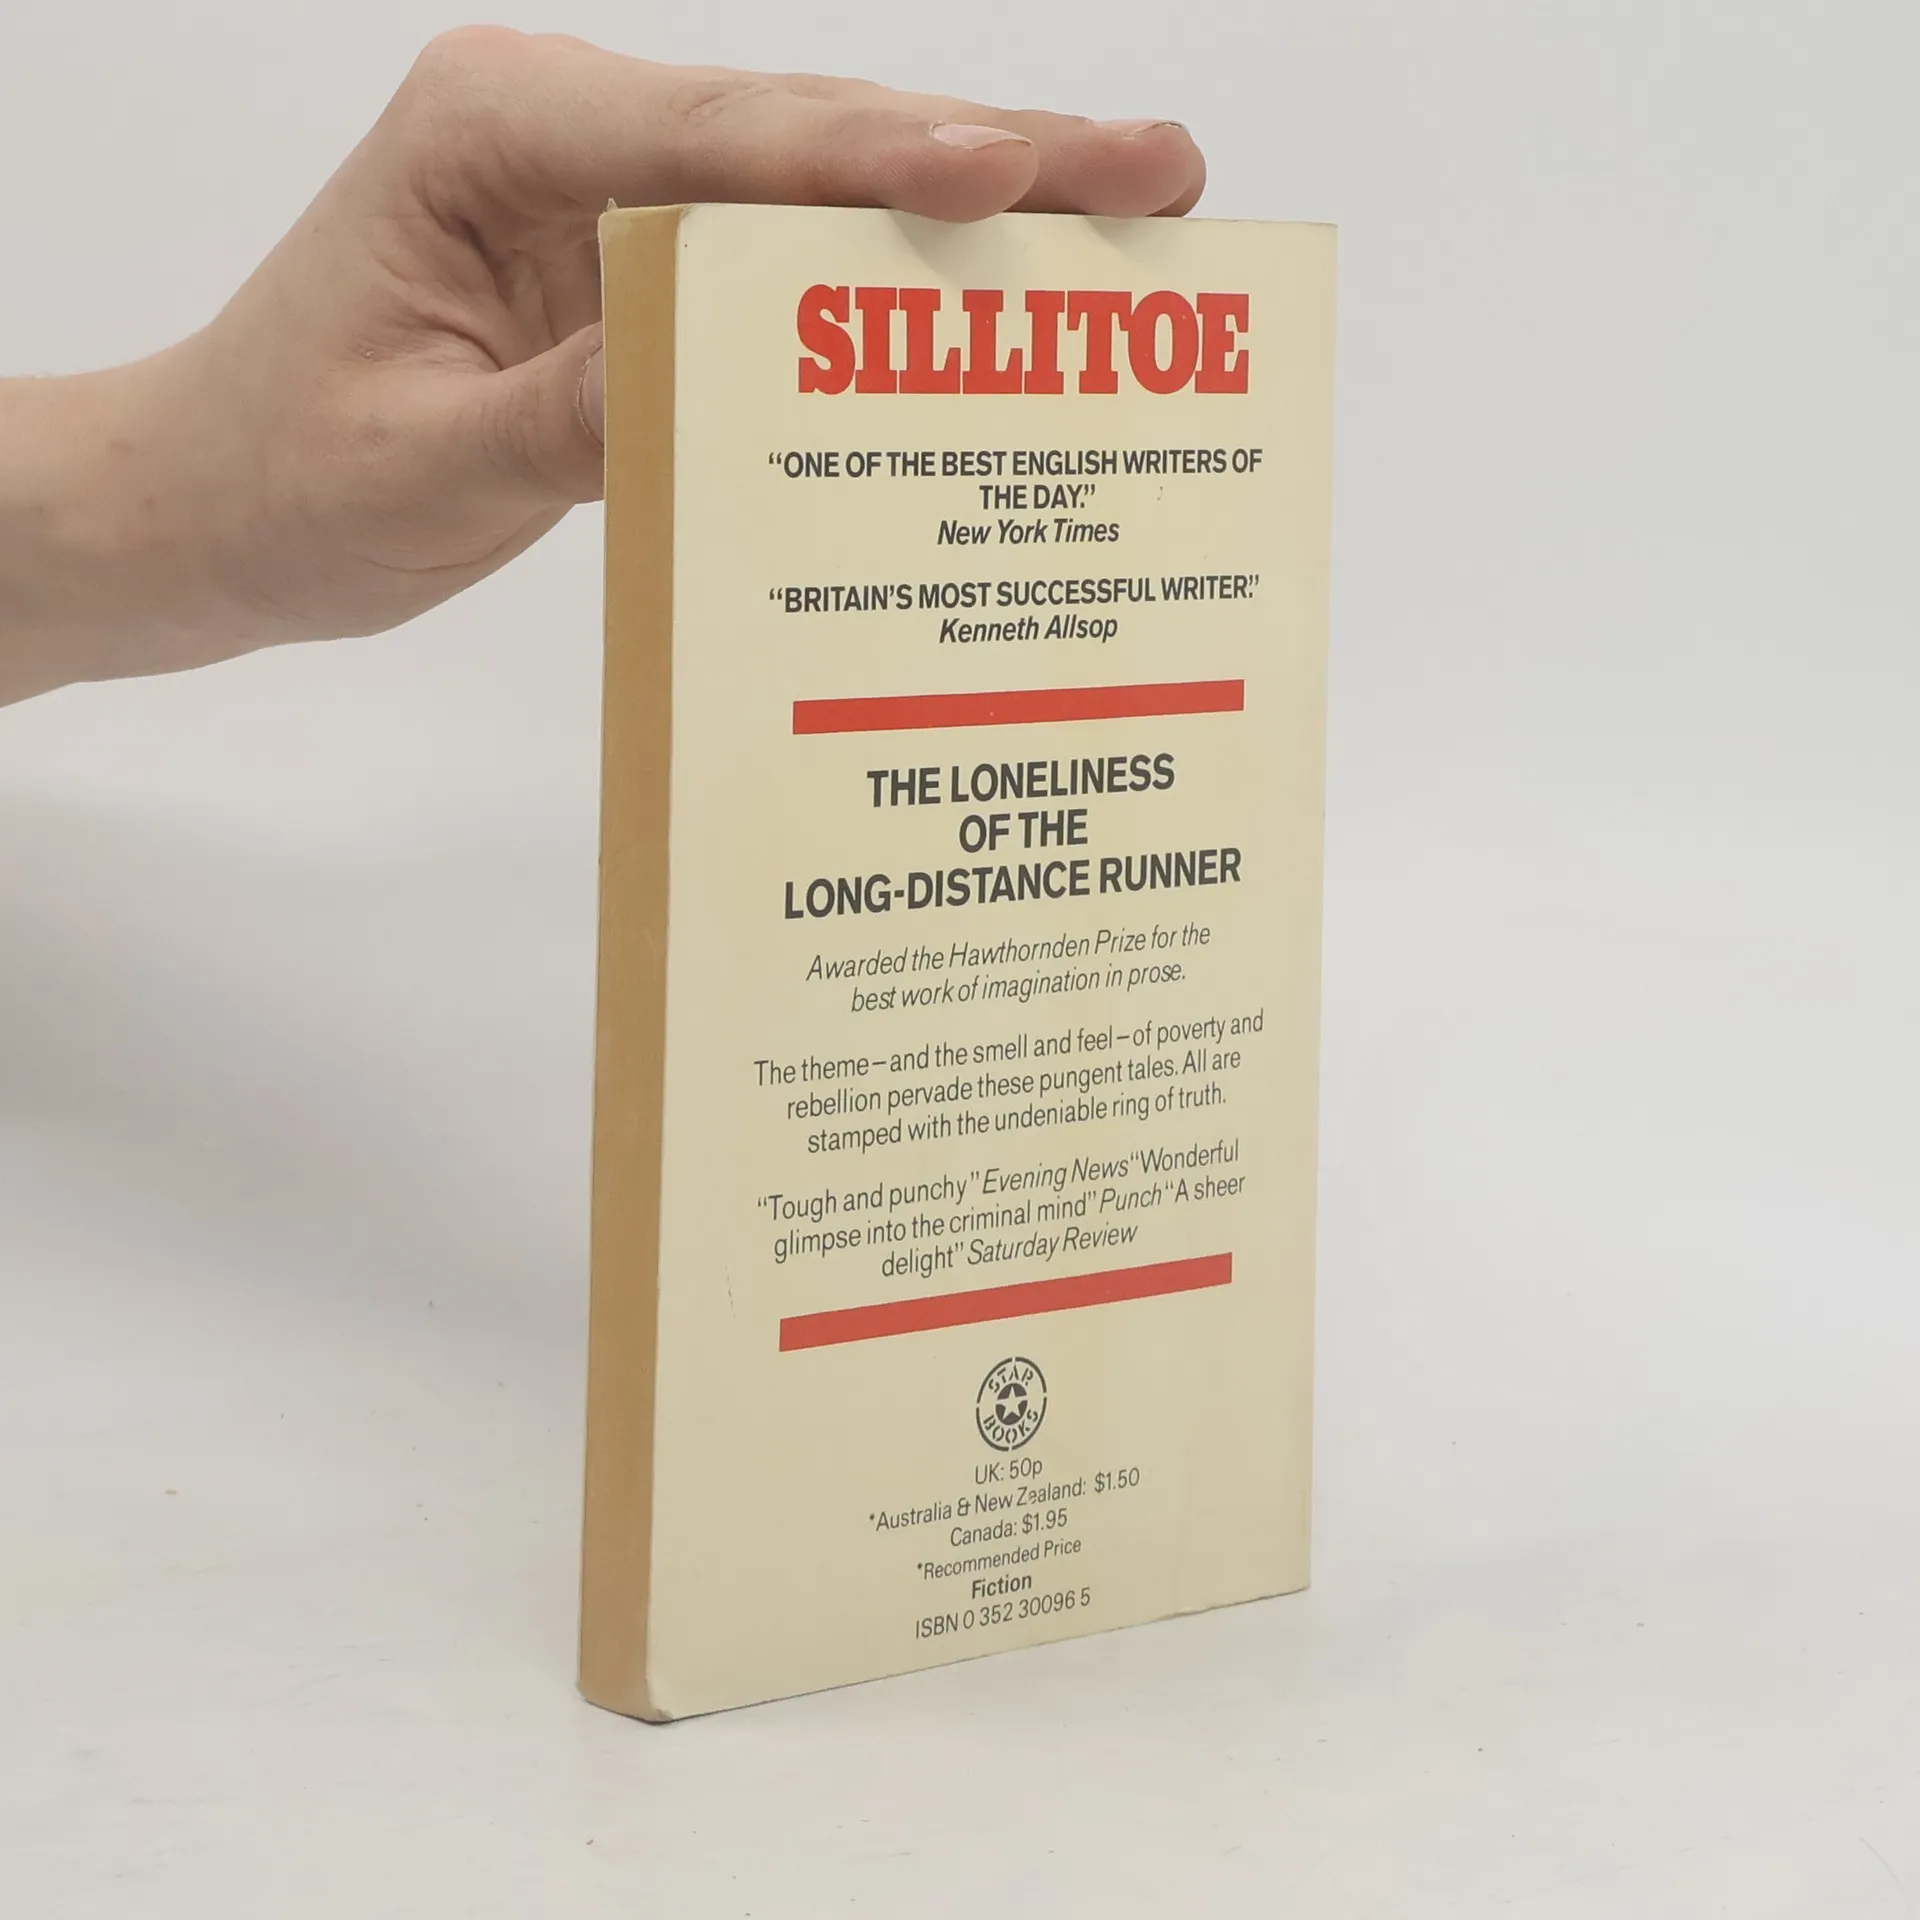 SILLITOE
“ONE OF THE BEST ENGLISH WRITERS OF
THE DAY.”
New York Times
“BRITAIN’S MOST SUCCESSFUL WRITER.”
Kenneth Allsop
THE LONELINESS
OF THE
LONG-DISTANCE RUNNER
Awarded the Hawthornden Prize for the
best work of imagination in prose.
The theme–and the smell and feel–of poverty and
rebellion pervade these pungent tales. All are
stamped with the undeniable ring of truth.
“Tough and punchy” Evening News “Wonderful
glimpse into the criminal mind” Punch “A sheer
delight” Saturday Review
STAR
BOOKS
UK: 50p
*Australia & New Zealand: $1.50
Canada: $1.95
*Recommended Price
Fiction
ISBN 0 352 30096 5